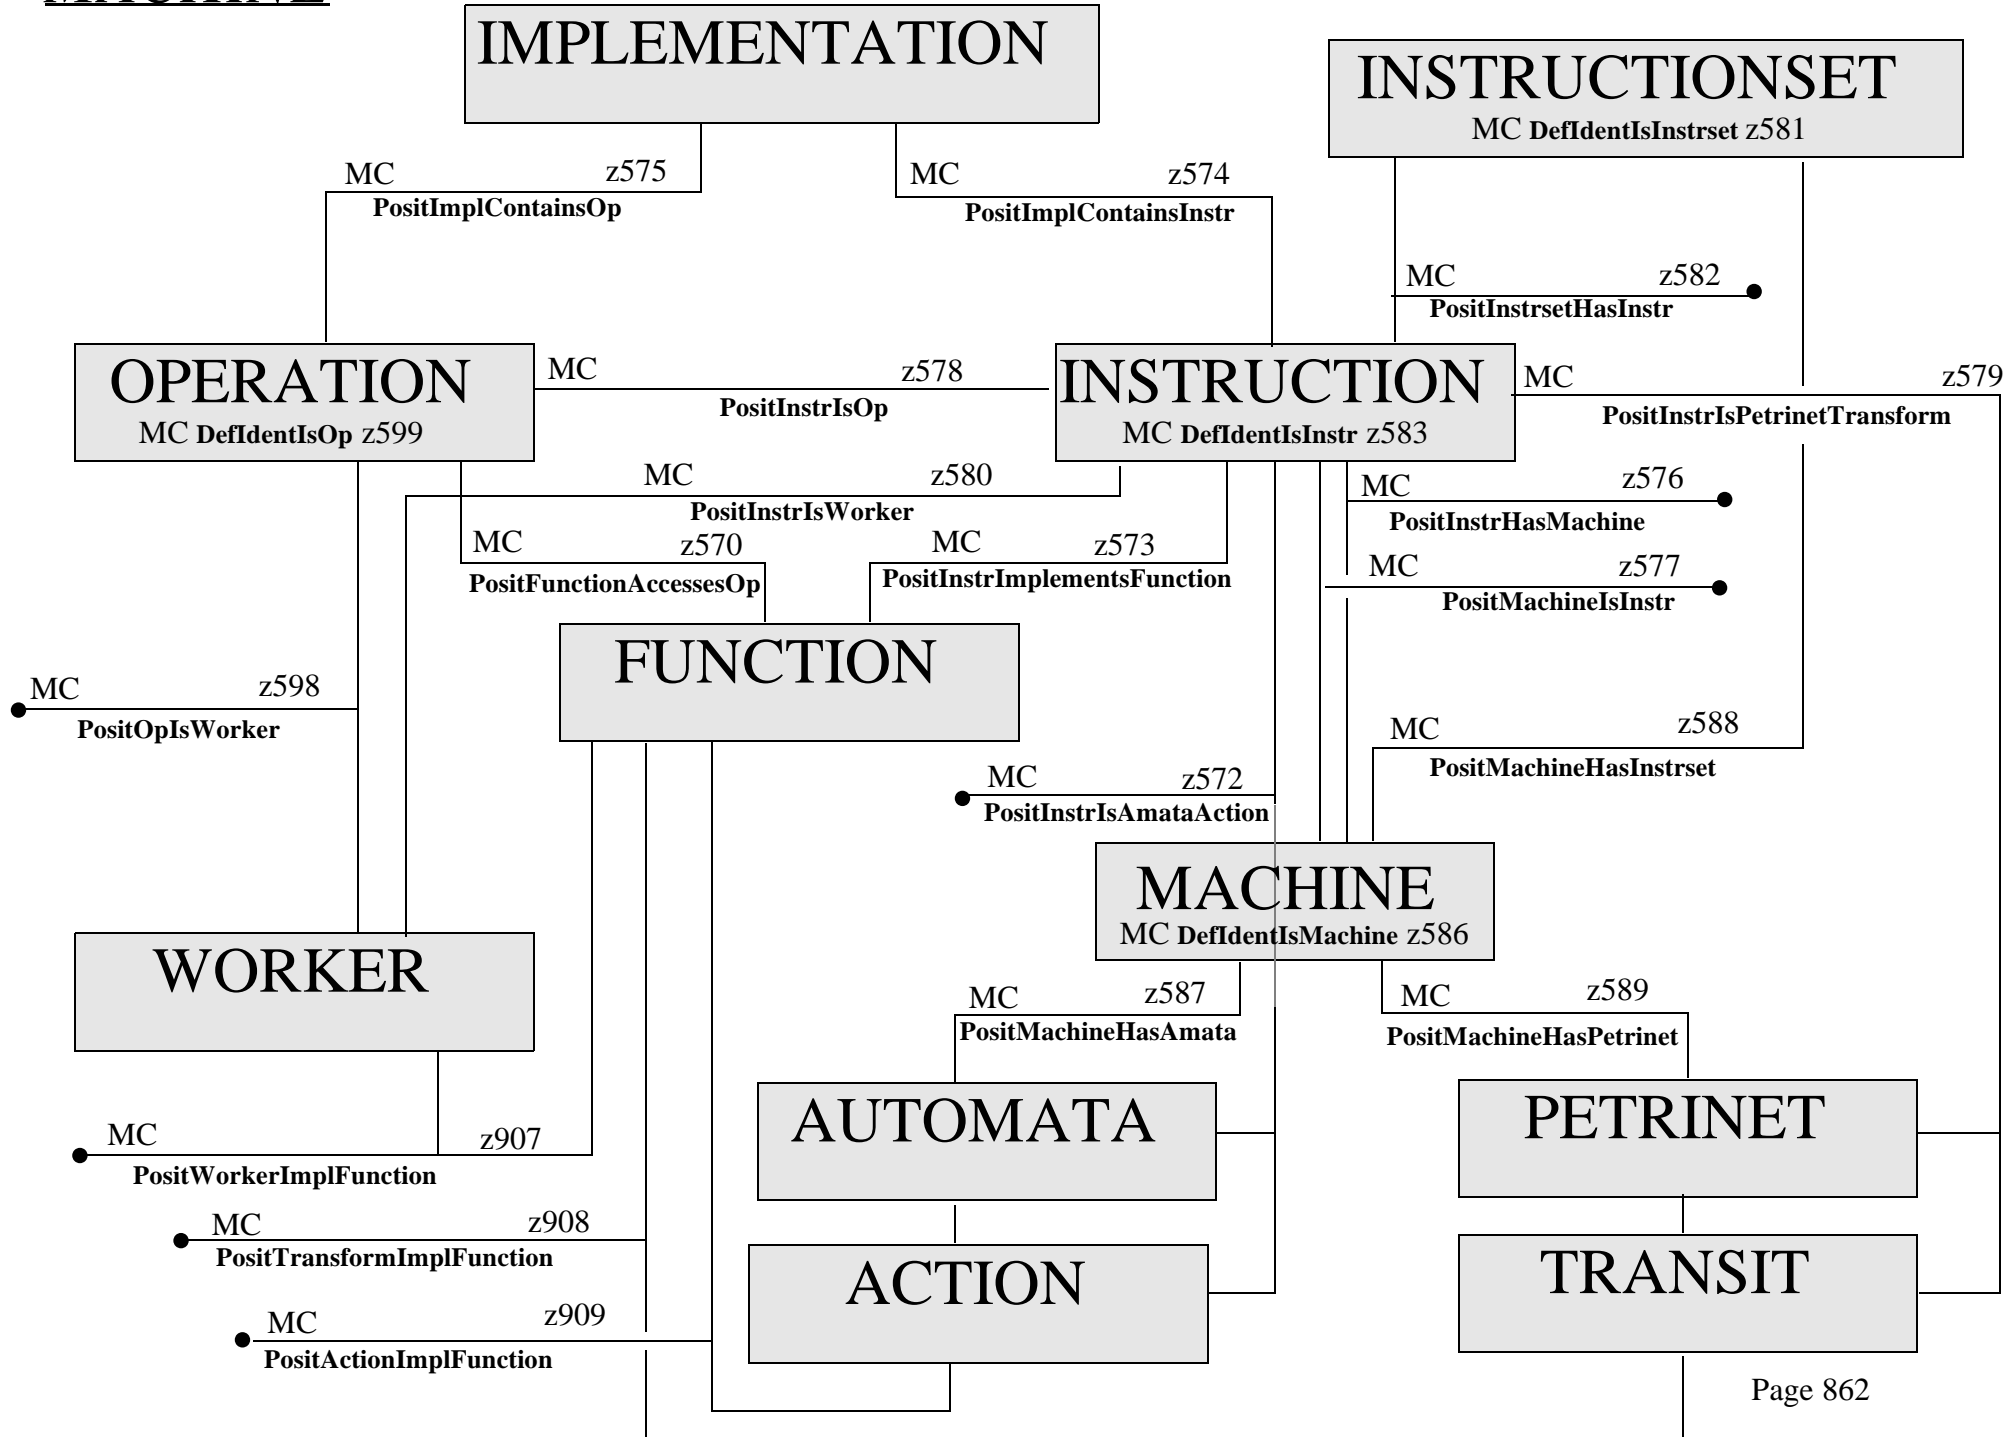 MACHINE
IMPLEMENTATION
INSTRUCTIONSET
MC DefIdentIsInstrset z581
MC z575
PositImplContainsOp
MC z574
PositImplContainsInstr
MC z582
PositInstrsetHasInstr
OPERATION
MC DefIdentIsOp z599
MC z578
PositInstrIsOp
INSTRUCTION
MC DefIdentIsInstr z583
MC z579
PositInstrIsPetrinetTransform
MC z580
PositInstrIsWorker
MC z576
PositInstrHasMachine
MC z570
PositFunctionAccessesOp
MC z573
PositInstrImplementsFunction
MC z577
PositMachineIsInstr
FUNCTION
MC z598
PositOpIsWorker
MC z588
PositMachineHasInstrset
MC z572
PositInstrIsAmataAction
MACHINE
MC DefIdentIsMachine z586
WORKER
MC z587
PositMachineHasAmata
MC z589
PositMachineHasPetrinet
AUTOMATA
PETRINET
MC z907
PositWorkerImplFunction
MC z908
PositTransformImplFunction
ACTION
TRANSIT
MC z909
PositActionImplFunction
Page 862